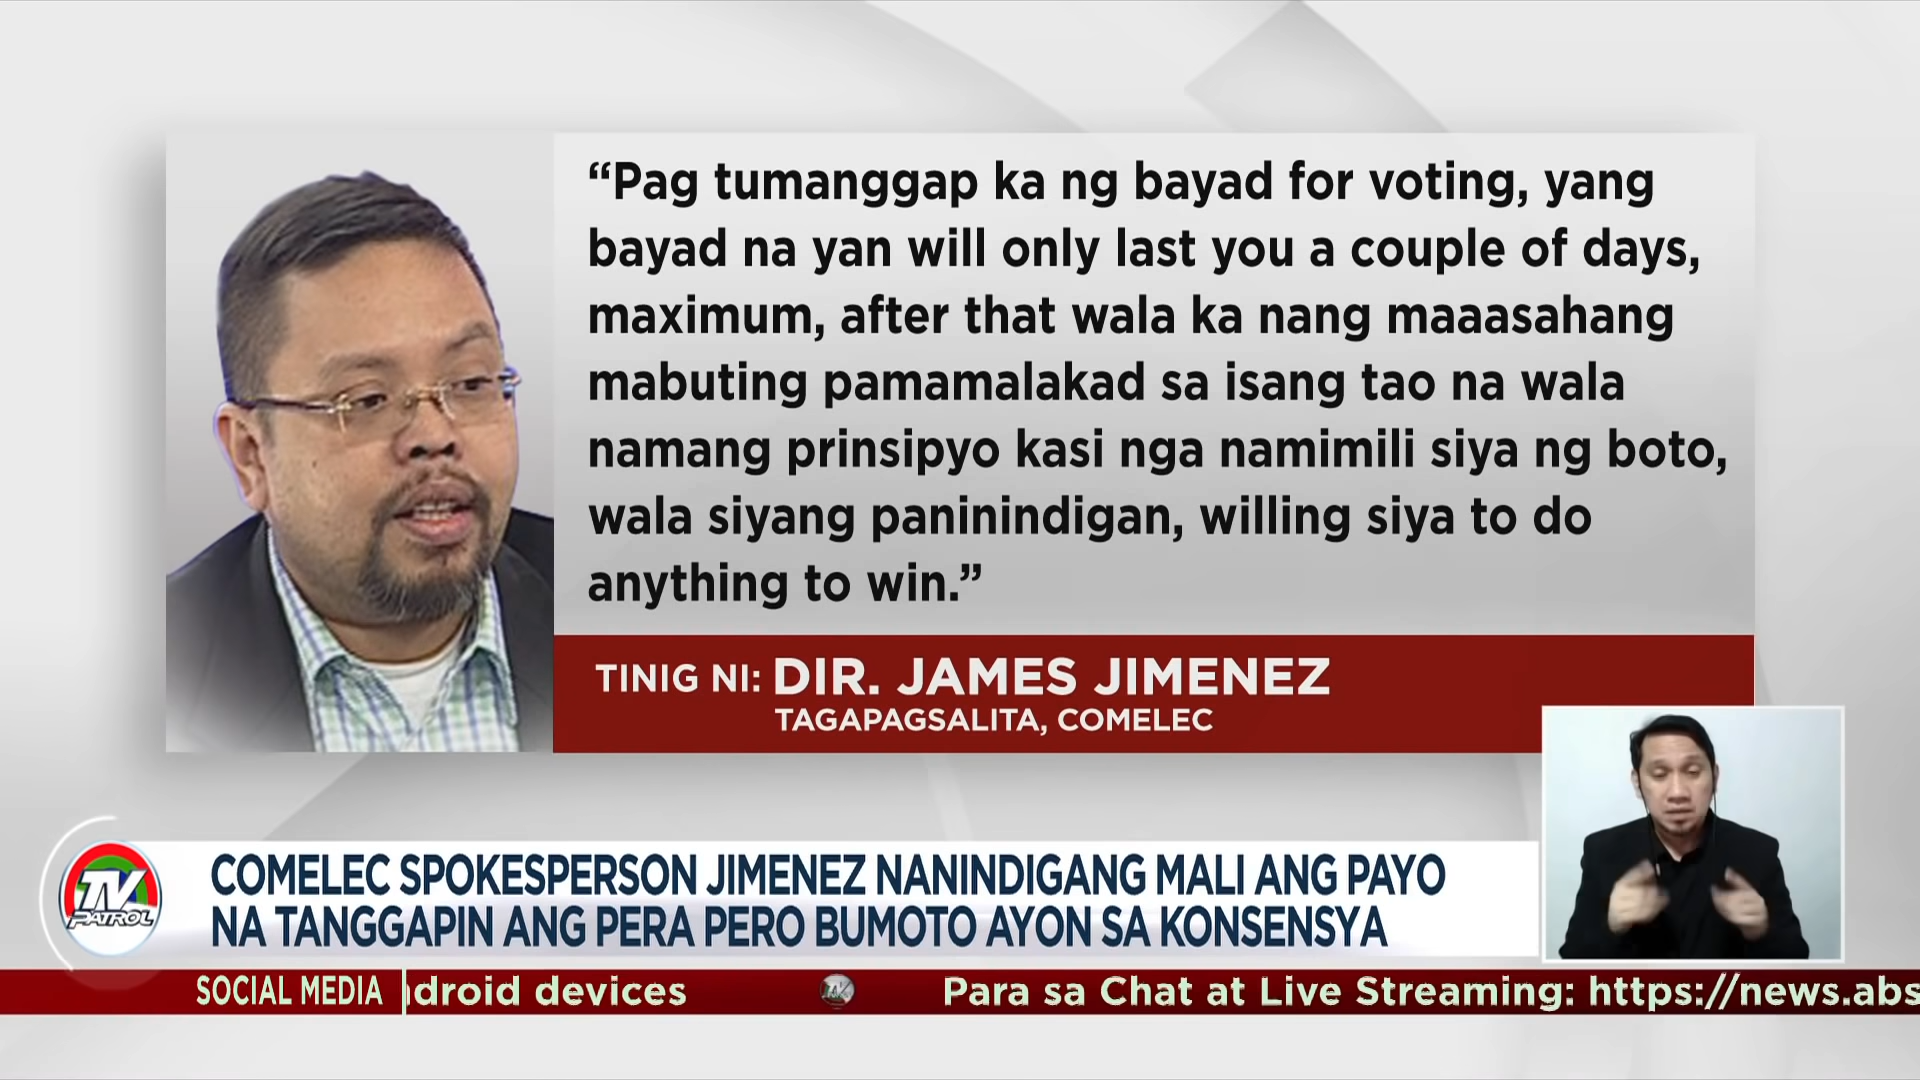 “Pag tumanggap ka ng bayad for voting, yang
bayad na yan will only last you a couple of days,
maximum, after that wala ka nang maaasahang
mabuting pamamalakad sa isang tao na wala
namang prinsipyo kasi nga namimili siya ng boto,
wala siyang paninindigan, willing siya to do
anything to win.”
TINIG NI: DIR. JAMES JIMENEZ
TAGAPAGSALITA, COMELEC
TV
PATROL
COMELEC SPOKESPERSON JIMENEZ NANINDIGANG MALI ANG PAYO
NA TANGGAPIN ANG PERA PERO BUMOTO AYON SA KONSENSYA
SOCIAL MEDIA droid devices Para sa Chat at Live Streaming: https://news.abs